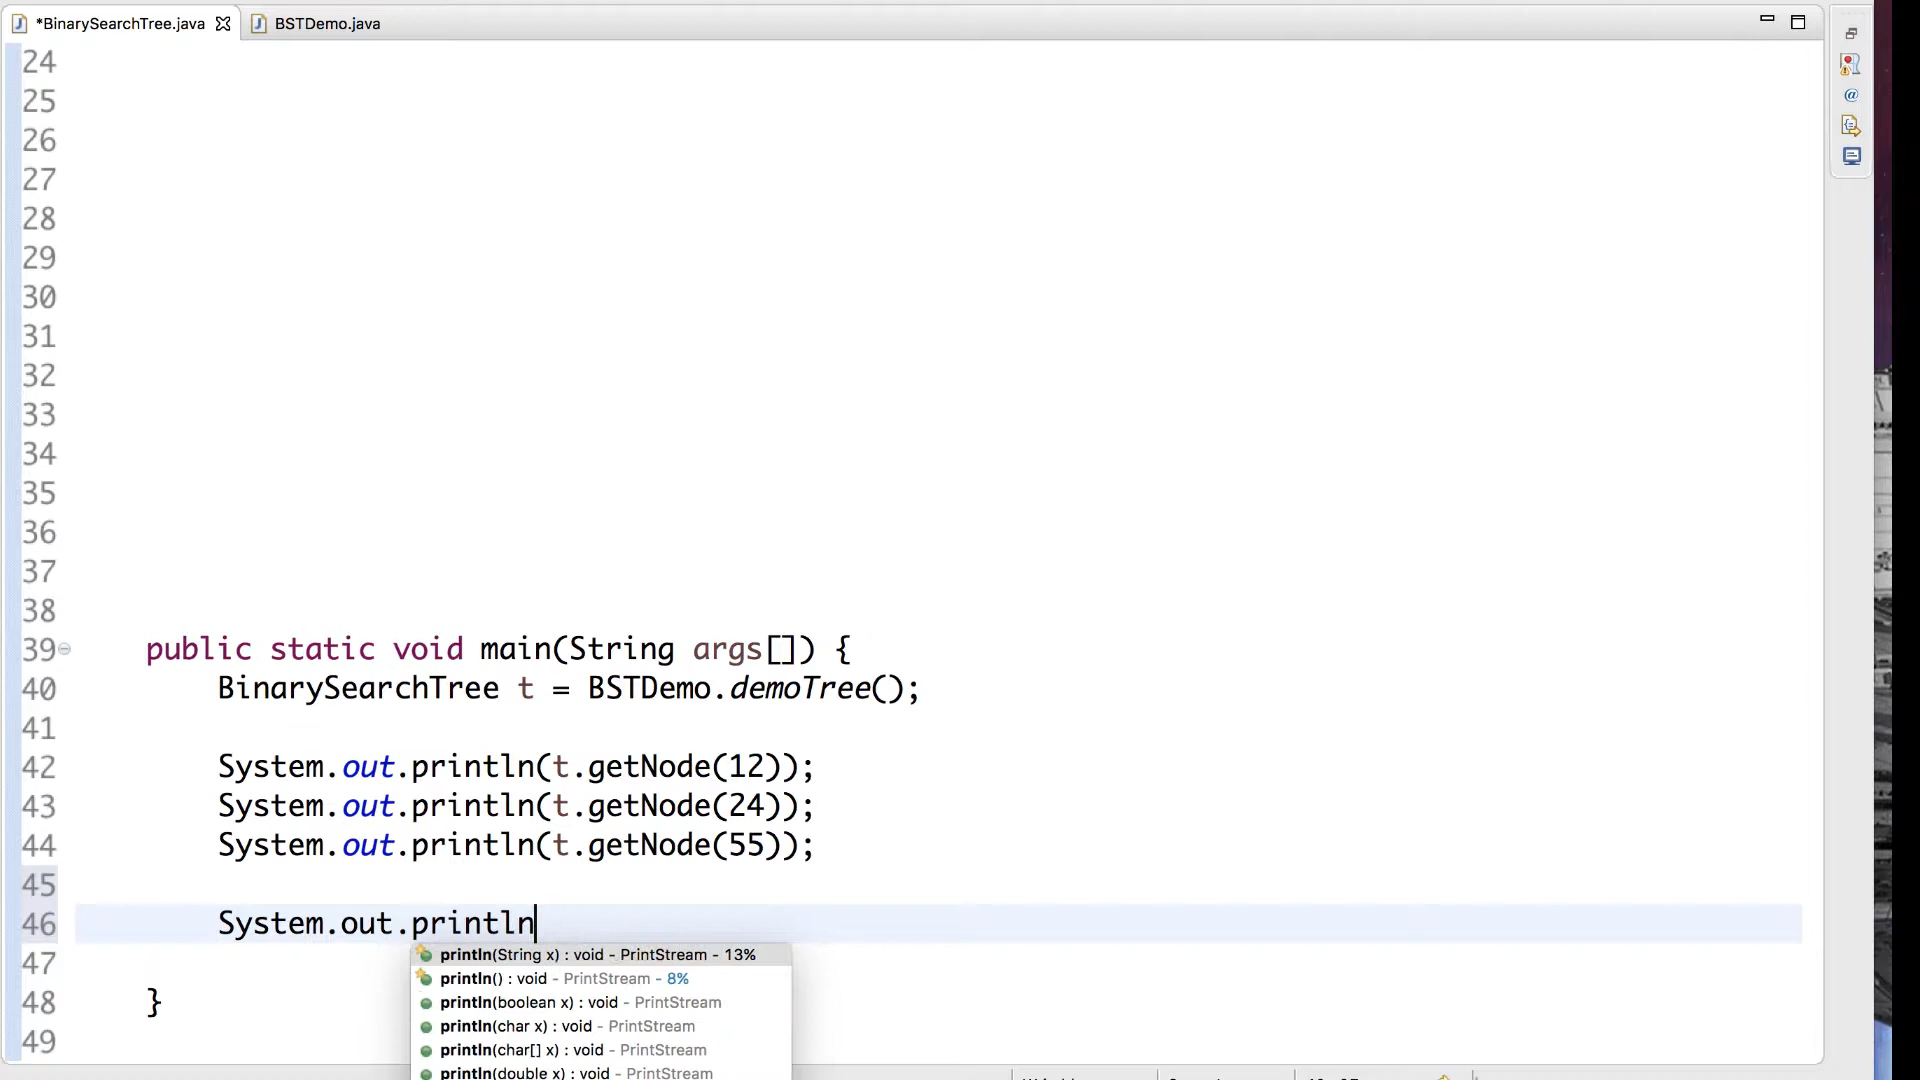 *BinarySearchTree.java
BSTDemo.java
24
25
26
27
28
29
30
31
32
33
34
35
36
37
38
39 public static void main(String args[]) {
40 BinarySearchTree t = BSTDemo.demoTree();
41
42 System.out.println(t.getNode(12));
43 System.out.println(t.getNode(24));
44 System.out.println(t.getNode(55));
45
46 System.out.println
println(String x) : void - PrintStream - 13%
47
println() : void - PrintStream - 8%
48 }
println(boolean x) : void - PrintStream
println(char x) : void - PrintStream
49
println(char[] x) : void - PrintStream
println(double x) : void - PrintStream